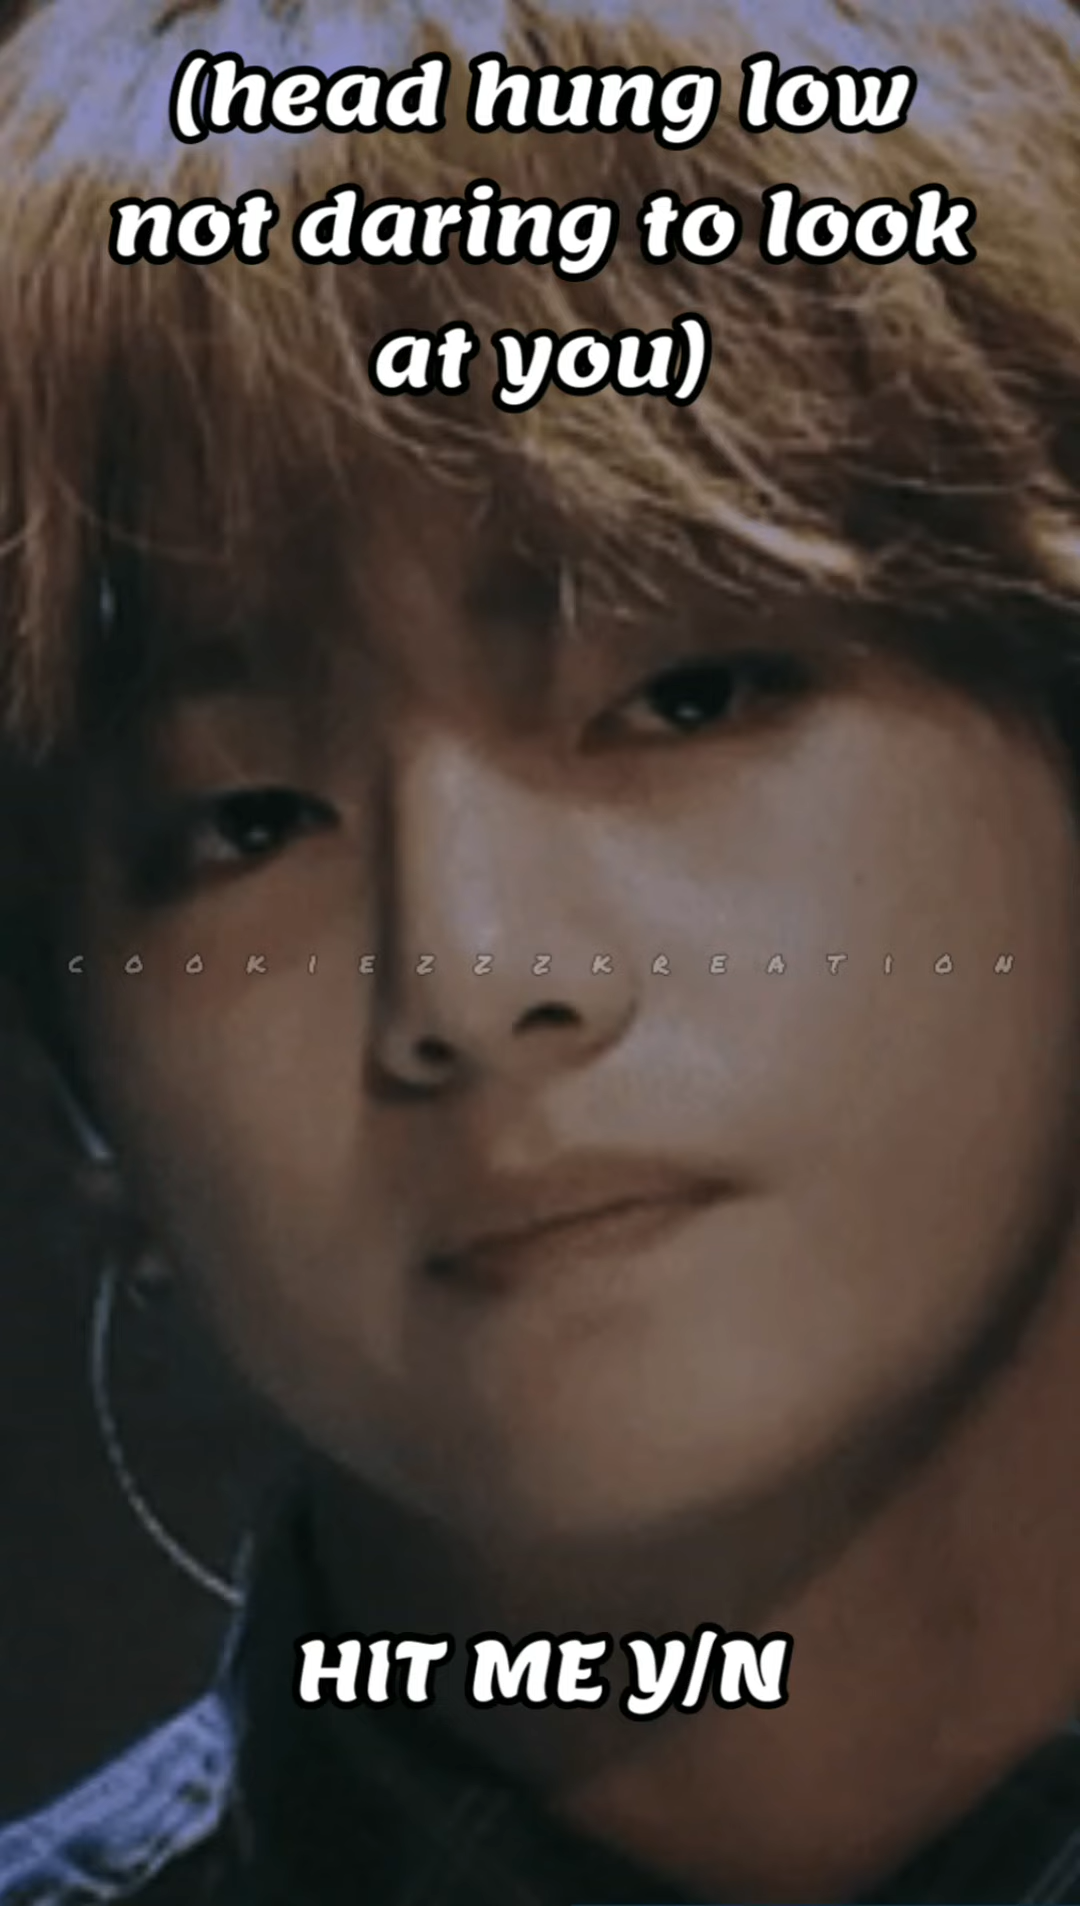 (head hung low
not daring to look
at you)
COOKIEZZZKREATION
HIT ME Y/N